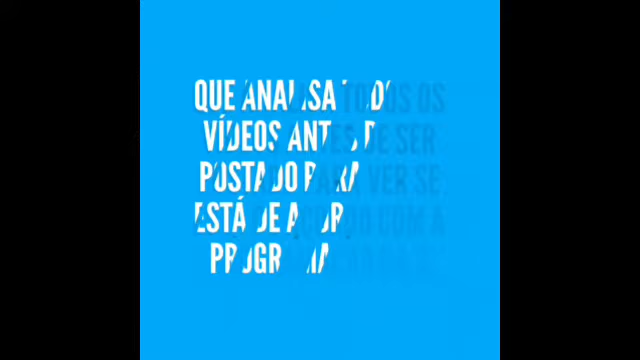 QUE ANALISA TODOS OS
VÍDEOS ANTES DE SER
POSTADO PARA VER SE
ESTÁ DE ACORDO COM A